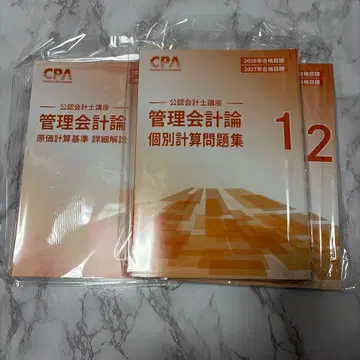 CPA
公認会計士講座
管理会計論
原価計算基準 詳細解説
CPA
2026年合格目標
2027年合格目標
公認会計士講座
管理会計論
個別計算問題集
1
2